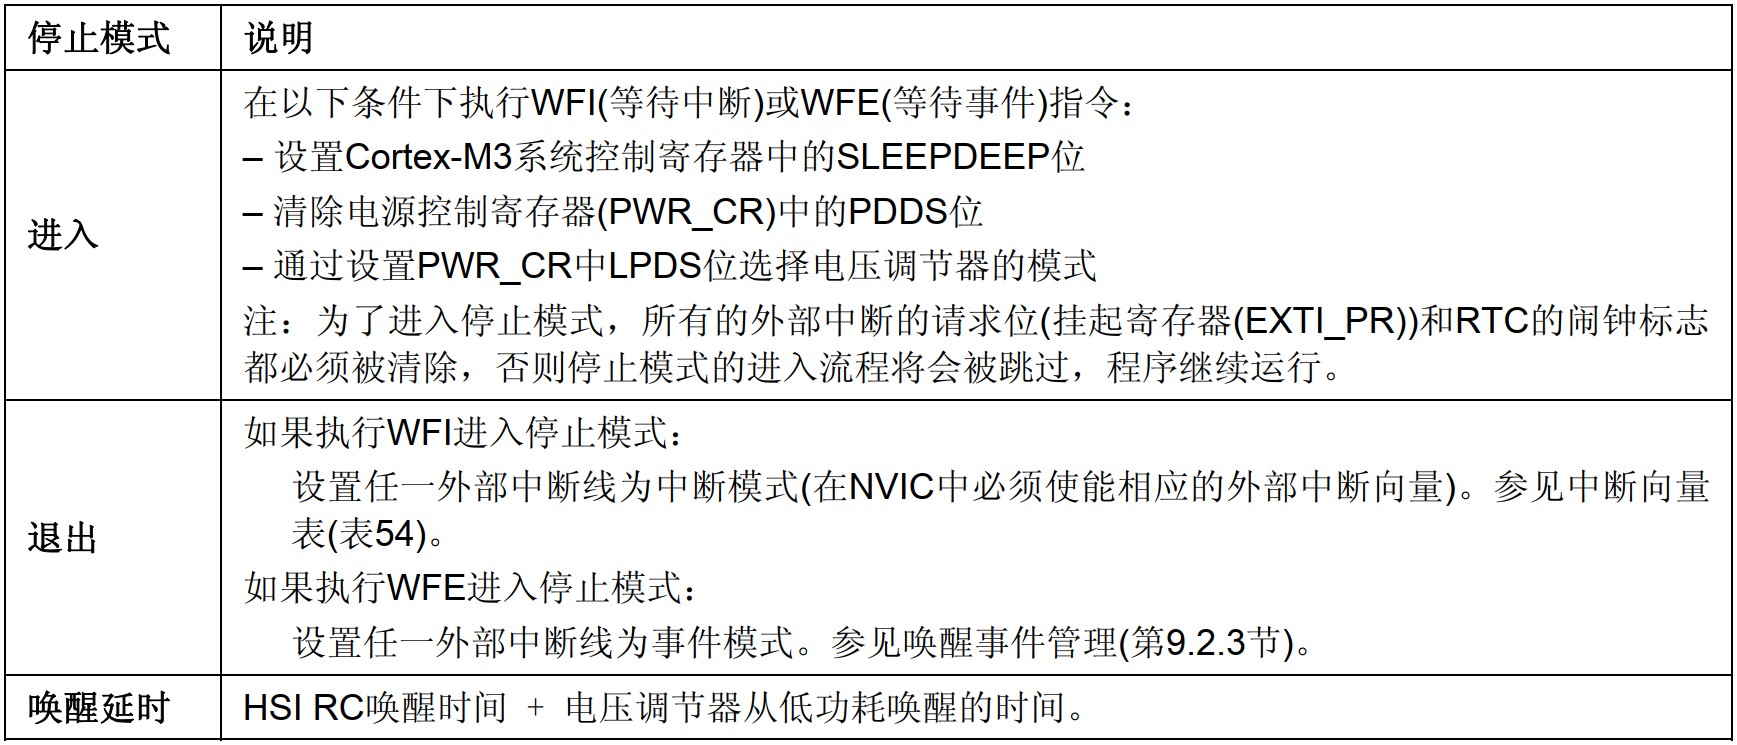 停止模式 说明
进入
在以下条件下执行WFI(等待中断)或WFE(等待事件)指令：
– 设置Cortex-M3系统控制寄存器中的SLEEPDEEP位
– 清除电源控制寄存器(PWR_CR)中的PDDS位
– 通过设置PWR_CR中LPDS位选择电压调节器的模式
注：为了进入停止模式，所有的外部中断的请求位(挂起寄存器(EXTI_PR))和RTC的闹钟标志
都必须被清除，否则停止模式的进入流程将会被跳过，程序继续运行。
退出
如果执行WFI进入停止模式：
设置任一外部中断线为中断模式(在NVIC中必须使能相应的外部中断向量)。参见中断向量
表(表54)。
如果执行WFE进入停止模式：
设置任一外部中断线为事件模式。参见唤醒事件管理(第9.2.3节)。
唤醒延时 HSI RC唤醒时间 + 电压调节器从低功耗唤醒的时间。